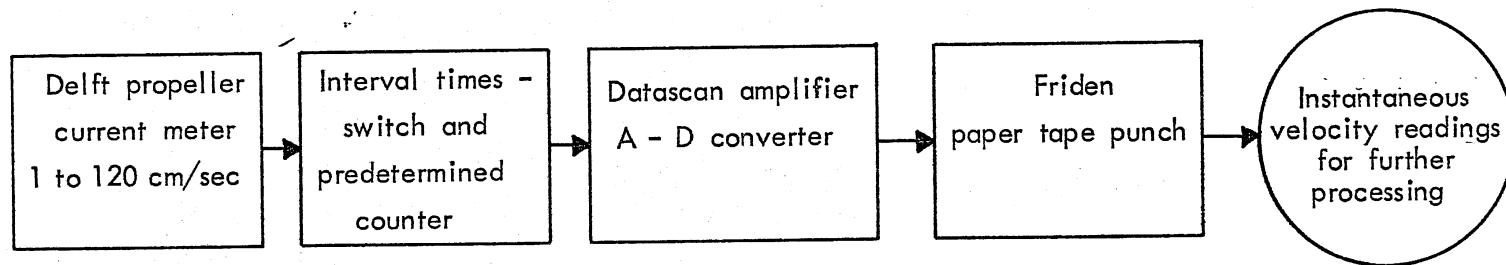 Delft propeller
current meter
1 to 120 cm/sec
Interval times -
switch and
predetermined
counter
Datascan amplifier
A - D converter
Friden
paper tape punch
Instantaneous
velocity readings
for further
processing